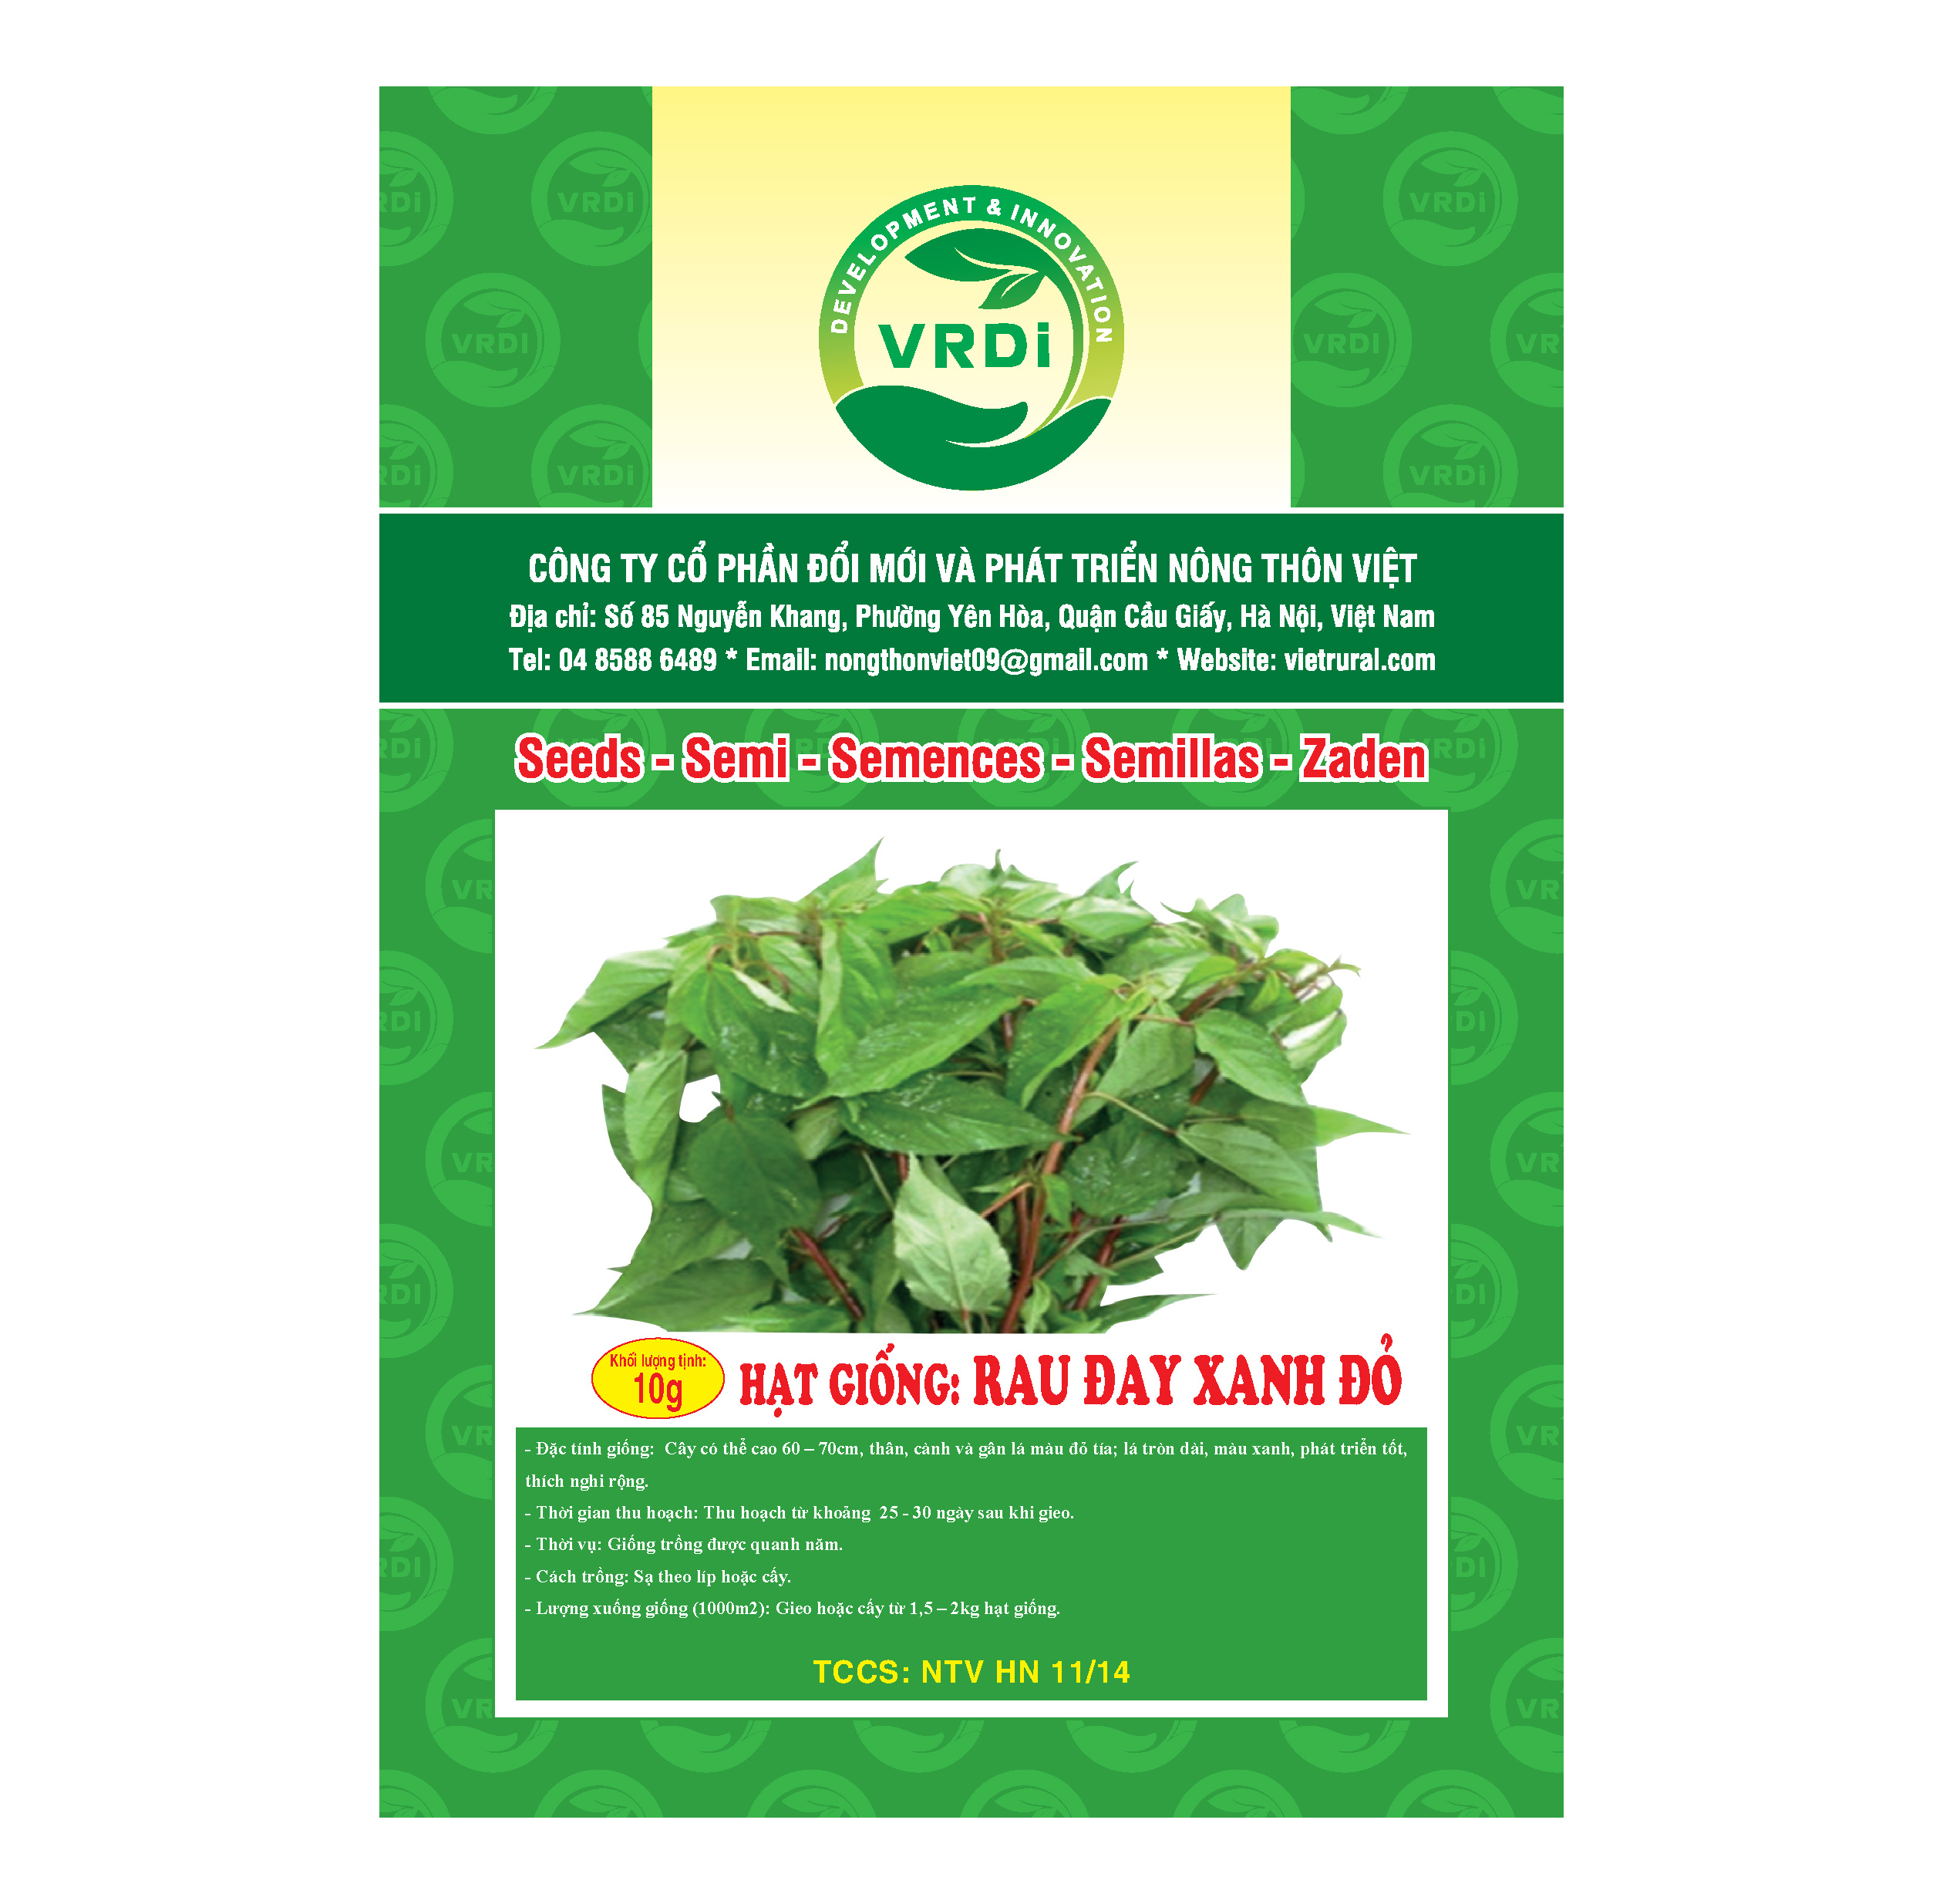 DEVELOPMENT & INNOVATION
VRDi
CÔNG TY CỔ PHẦN ĐỔI MỚI VÀ PHÁT TRIỂN NÔNG THÔN VIỆT
Địa chỉ: Số 85 Nguyễn Khang, Phường Yên Hòa, Quận Cầu Giấy, Hà Nội, Việt Nam
Tel: 04 8588 6489 * Email: nongthonviet09@gmail.com * Website: vietrural.com
Seeds - Semi - Semences - Semillas - Zaden
Khối lượng tịnh:
10g
HẠT GIỐNG: RAU ĐAY XANH ĐỎ
- Đặc tính giống: Cây có thể cao 60 – 70cm, thân, cành và gân lá màu đỏ tía; lá tròn dài, màu xanh, phát triển tốt,
thích nghi rộng.
- Thời gian thu hoạch: Thu hoạch từ khoảng 25 - 30 ngày sau khi gieo.
- Thời vụ: Giống trồng được quanh năm.
- Cách trồng: Sạ theo líp hoặc cấy.
- Lượng xuống giống (1000m2): Gieo hoặc cấy từ 1,5 – 2kg hạt giống.
TCCS: NTV HN 11/14